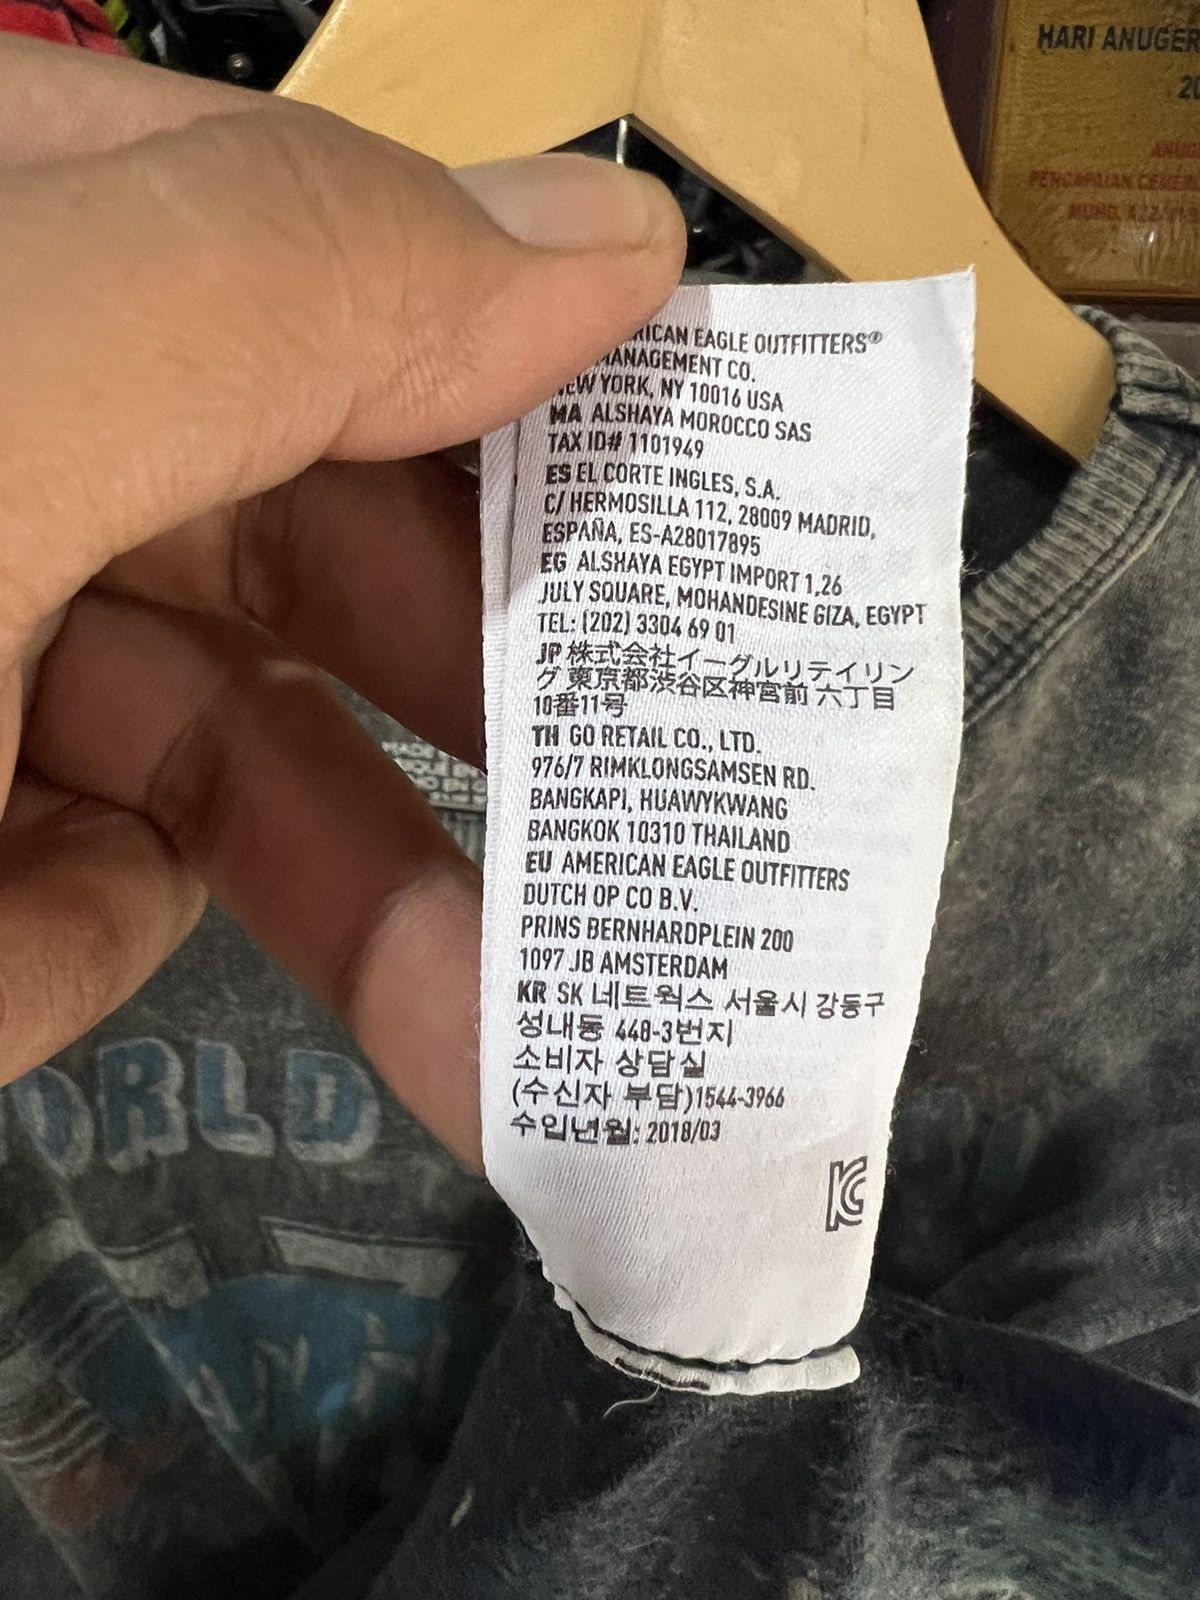 HARI ANUGER
20
RICAN EAGLE OUTFITTERS®
MANAGEMENT CO.
NEW YORK, NY 10016 USA
MA ALSHAYA MOROCCO SAS
TAX ID# 1101949
ES EL CORTE INGLES, S.A.
C/ HERMOSILLA 112, 28009 MADRID,
ESPAÑA, ES-A28017895
EG ALSHAYA EGYPT IMPORT 1,26
JULY SQUARE, MOHANDESINE GIZA, EGYPT
TEL: (202) 3304 69 01
JP 株式会社イーグルリテイリン
グ 東京都渋谷区神宮前 六丁目
10番11号
TH GO RETAIL CO., LTD.
976/7 RIMKLONGSAMSEN RD.
BANGKAPI, HUAWYKWANG
BANGKOK 10310 THAILAND
EU AMERICAN EAGLE OUTFITTERS
DUTCH OP CO B.V.
PRINS BERNHARDPLEIN 200
1097 JB AMSTERDAM
KR SK 네트웍스 서울시 강동구
성내동 448-3번지
소비자 상담실
(수신자 부담)1544-3966
수입년월: 2018/03
KC
ORLD